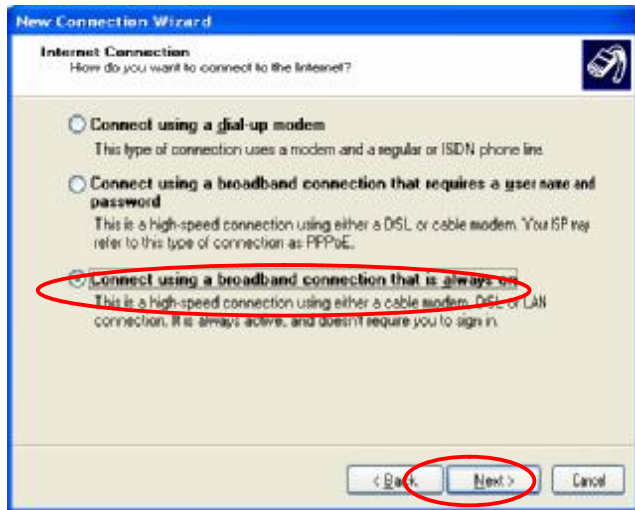 New Connection Wizard
Internet Connection
How do you want to connect to the Internet?
Connect using a dial-up modem
This type of connection uses a modem and a regular or ISDN phone line.
Connect using a broadband connection that requires a user name and
password
This is a high-speed connection using either a DSL or cable modem. Your ISP may
refer to this type of connection as PPPoE.
Connect using a broadband connection that is always on
This is a high-speed connection using either a cable modem, DSL or LAN
connection. It is always active, and doesn't require you to sign in.
< Back
Next >
Cancel